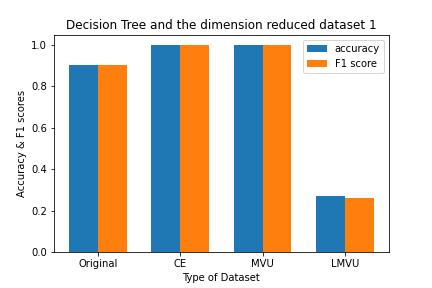 Decision Tree and the dimension reduced dataset 1
accuracy
F1 score
Accuracy & F1 scores
1.0
0.8
0.6
0.4
0.2
0.0
Original CE MVU LMVU
Type of Dataset